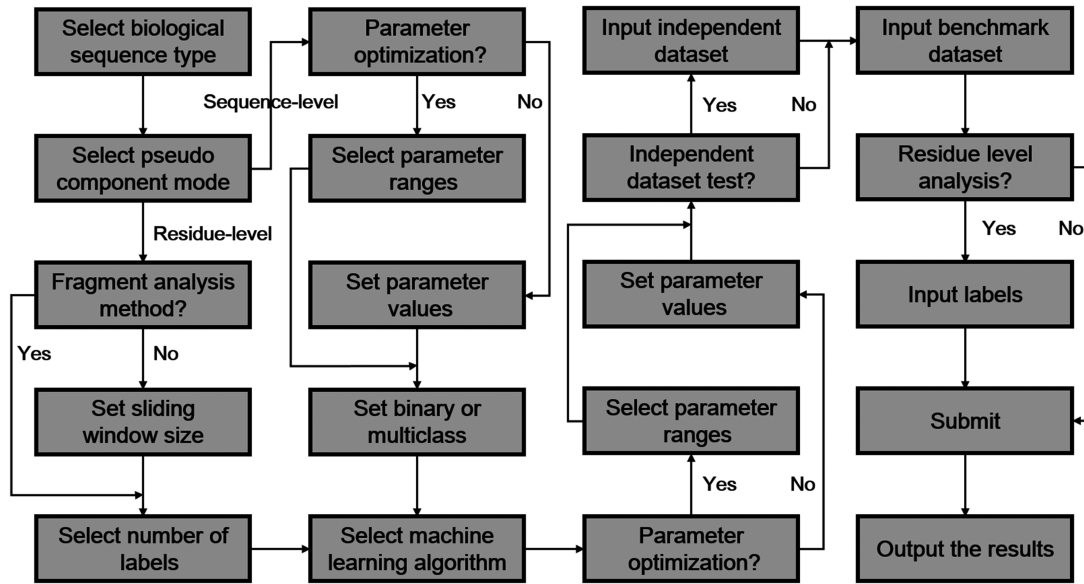 Select biological
sequence type
Select pseudo
component mode
Sequence-level
Residue-level
Fragment analysis
method?
Yes
No
Set sliding
window size
Select number of
labels
Parameter
optimization?
Yes
No
Select parameter
ranges
Set parameter
values
Set binary or
multiclass
Select machine
learning algorithm
Parameter
optimization?
Yes
No
Select parameter
ranges
Set parameter
values
Independent
dataset test?
Yes
No
Input independent
dataset
Input benchmark
dataset
Residue level
analysis?
Yes
No
Input labels
Submit
Output the results